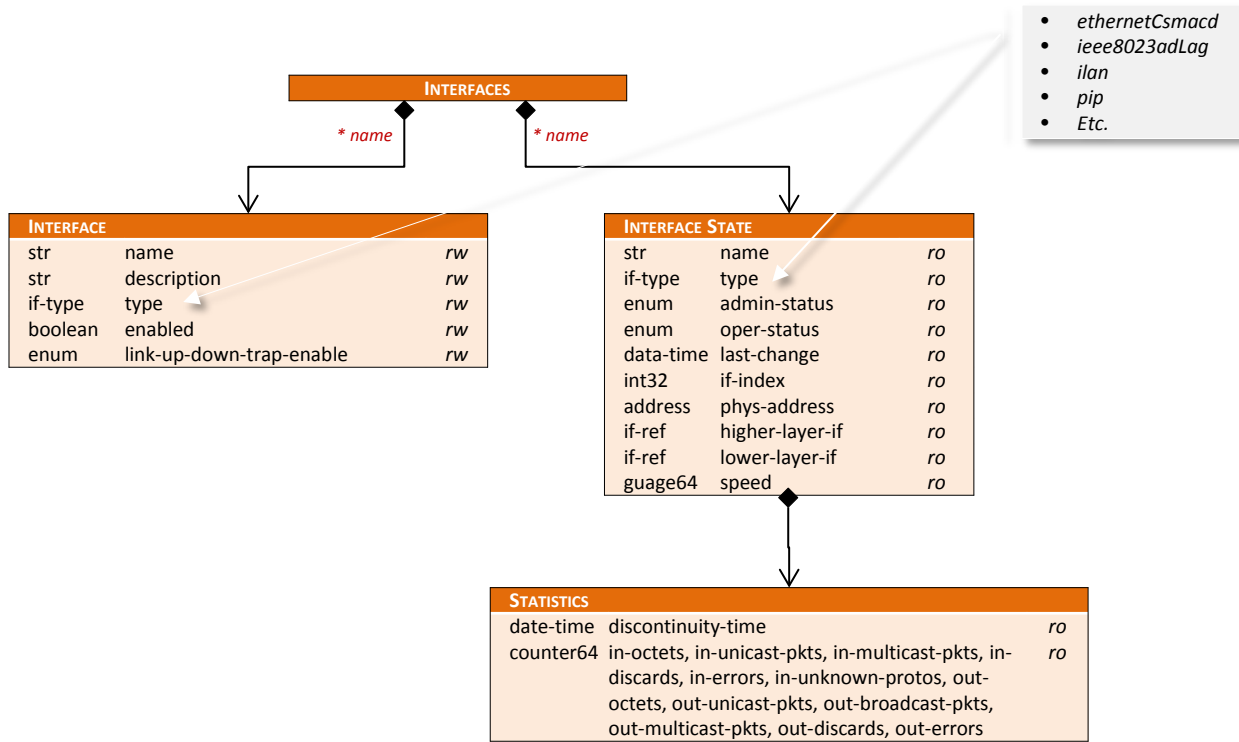 • ethernetCsmacd
• ieee8023adLag
• ilan
• pip
• Etc.
INTERFACES
* name * name
INTERFACE
str name rw
str description rw
if-type type rw
boolean enabled rw
enum link-up-down-trap-enable rw
INTERFACE STATE
str name ro
if-type type ro
enum admin-status ro
enum oper-status ro
data-time last-change ro
int32 if-index ro
address phys-address ro
if-ref higher-layer-if ro
if-ref lower-layer-if ro
guage64 speed ro
STATISTICS
date-time discontinuity-time ro
counter64 in-octets, in-unicast-pkts, in-multicast-pkts, in- ro
discards, in-errors, in-unknown-protos, out-
octets, out-unicast-pkts, out-broadcast-pkts,
out-multicast-pkts, out-discards, out-errors